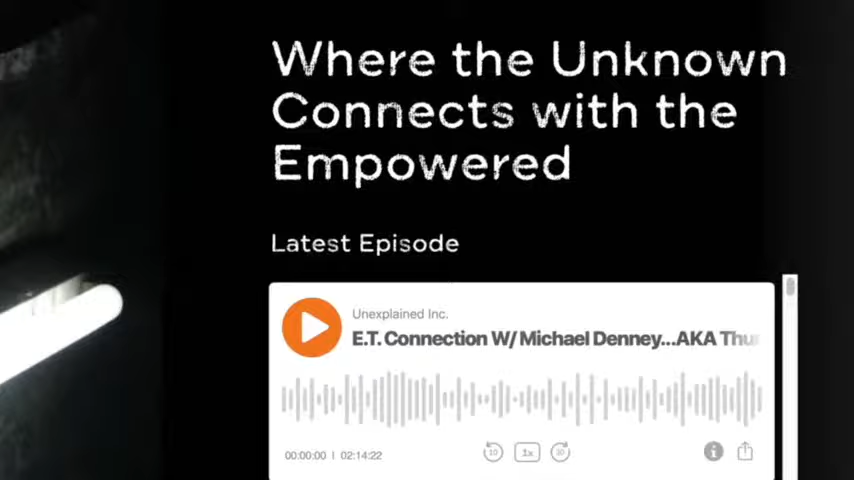 Where the Unknown
Connects with the
Empowered
Latest Episode
Unexplained Inc.
E.T. Connection W/ Michael Denney...AKA
00:00:00 | 02:14:22
10
1x
30